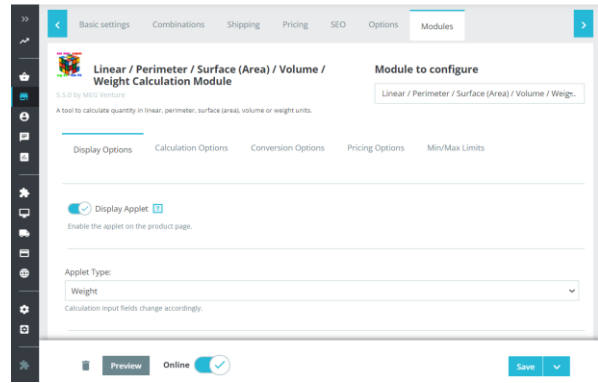 Basic settings Combinations Shipping Pricing SEO Options Modules
Linear / Perimeter / Surface (Area) / Volume /
Weight Calculation Module
5.5.0 by MEG Venture
A tool to calculate quantity in linear, perimeter, surface (area), volume or weight units.
Module to configure
Linear / Perimeter / Surface (Area) / Volume / Weig..
Display Options Calculation Options Conversion Options Pricing Options Min/Max Limits
Display Applet ?
Enable the applet on the product page.
Applet Type:
Weight
Calculation input fields change accordingly.
Preview Online Save